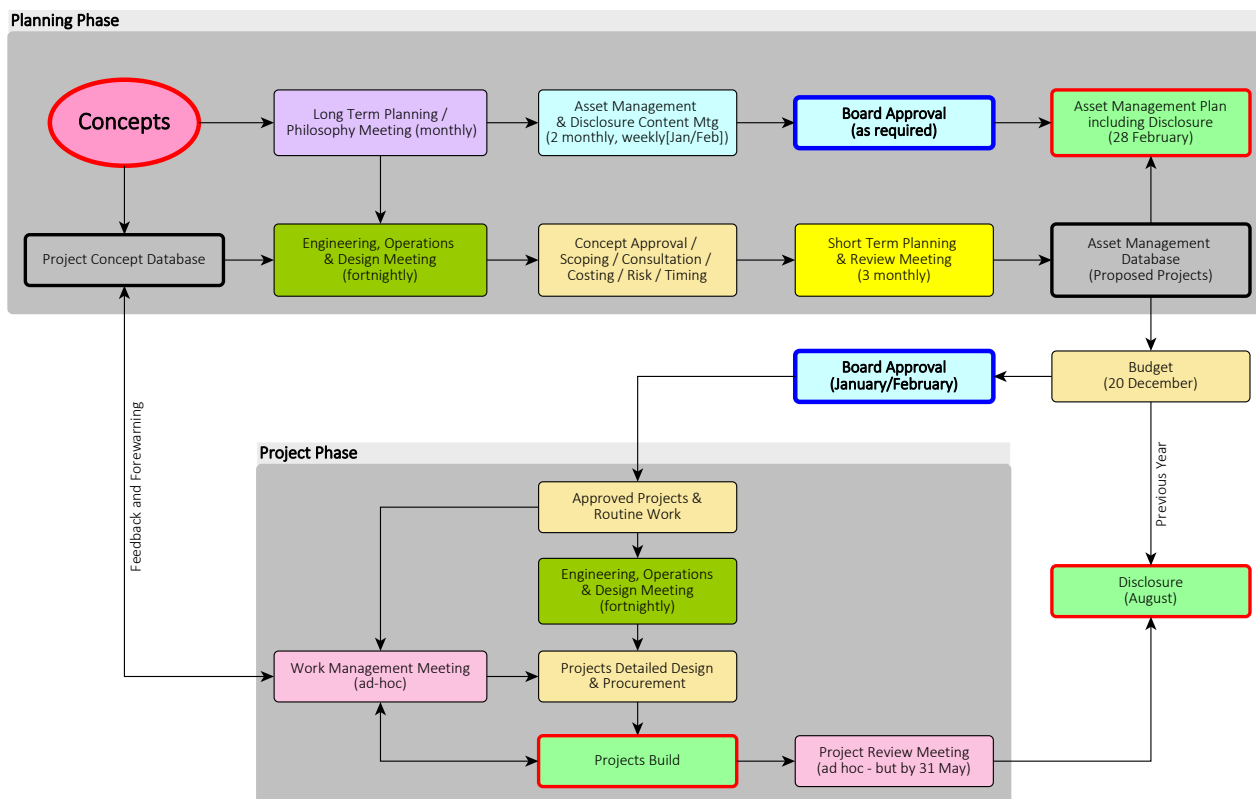 Planning Phase
Concepts
Long Term Planning /
Philosophy Meeting (monthly)
Asset Management
& Disclosure Content Mtg
(2 monthly, weekly[Jan/Feb])
Board Approval
(as required)
Asset Management Plan
including Disclosure
(28 February)
Project Concept Database
Engineering, Operations
& Design Meeting
(fortnightly)
Concept Approval /
Scoping / Consultation /
Costing / Risk / Timing
Short Term Planning
& Review Meeting
(3 monthly)
Asset Management
Database
(Proposed Projects)
Board Approval
(January/February)
Budget
(20 December)
Feedback and Forewarning
Previous Year
Project Phase
Approved Projects &
Routine Work
Engineering, Operations
& Design Meeting
(fortnightly)
Disclosure
(August)
Work Management Meeting
(ad-hoc)
Projects Detailed Design
& Procurement
Projects Build
Project Review Meeting
(ad hoc - but by 31 May)